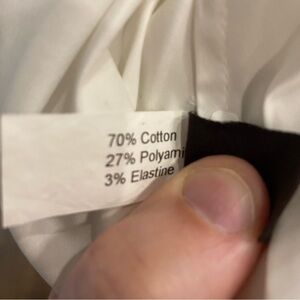 70% Cotton
27% Polyami
3% Elastine